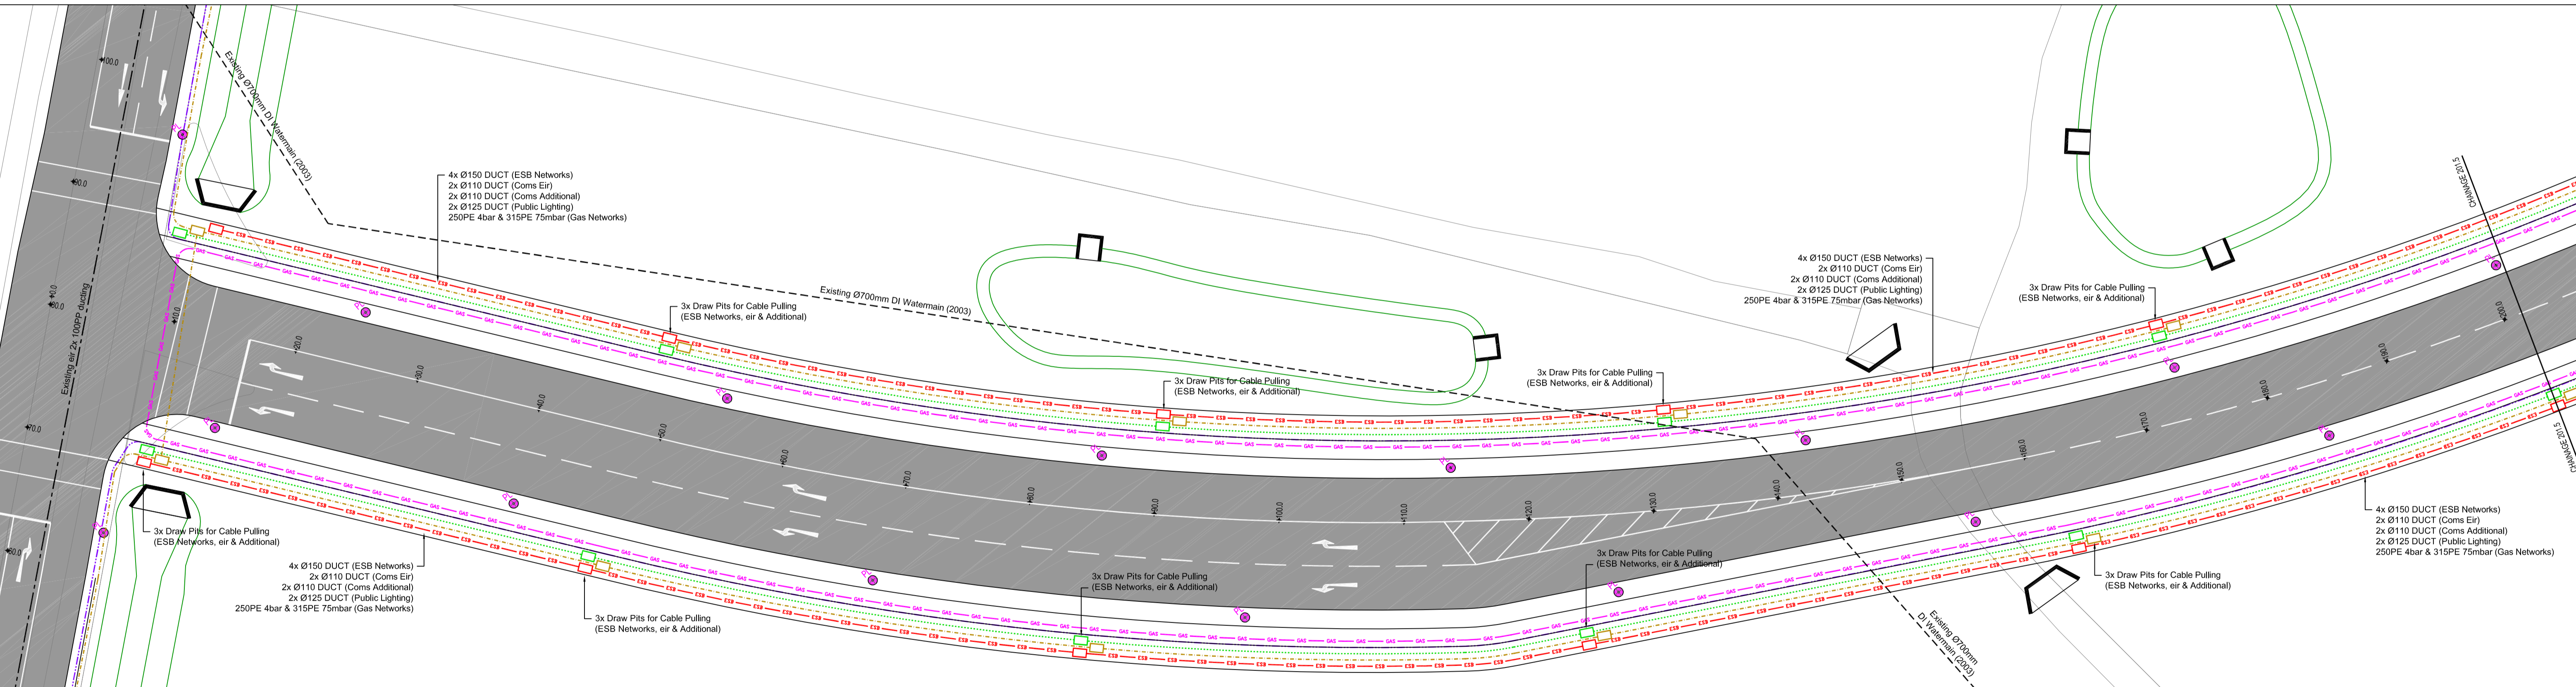 +100.0
Existing Ø700mm DI Watermain (2003)
PL
+90.0
4x Ø150 DUCT (ESB Networks)
2x Ø110 DUCT (Coms Eir)
2x Ø110 DUCT (Coms Additional)
2x Ø125 DUCT (Public Lighting)
250PE 4bar & 315PE 75mbar (Gas Networks)
ESB
GAS
+0.0
+80.0
Existing eir 2x 100PP ducting
+10.0
+20.0
+30.0
+40.0
+50.0
+60.0
+70.0
+80.0
+90.0
+100.0
+110.0
+120.0
+130.0
+140.0
+150.0
+160.0
+170.0
+180.0
+190.0
+200.0
3x Draw Pits for Cable Pulling
(ESB Networks, eir & Additional)
Existing Ø700mm DI Watermain (2003)
3x Draw Pits for Cable Pulling
(ESB Networks, eir & Additional)
3x Draw Pits for Cable Pulling
(ESB Networks, eir & Additional)
4x Ø150 DUCT (ESB Networks)
2x Ø110 DUCT (Coms Eir)
2x Ø110 DUCT (Coms Additional)
2x Ø125 DUCT (Public Lighting)
250PE 4bar & 315PE 75mbar (Gas Networks)
3x Draw Pits for Cable Pulling
(ESB Networks, eir & Additional)
CHAINAGE 201.5
CHAINAGE 201.5
+70.0
3x Draw Pits for Cable Pulling
(ESB Networks, eir & Additional)
4x Ø150 DUCT (ESB Networks)
2x Ø110 DUCT (Coms Eir)
2x Ø110 DUCT (Coms Additional)
2x Ø125 DUCT (Public Lighting)
250PE 4bar & 315PE 75mbar (Gas Networks)
3x Draw Pits for Cable Pulling
(ESB Networks, eir & Additional)
3x Draw Pits for Cable Pulling
(ESB Networks, eir & Additional)
3x Draw Pits for Cable Pulling
(ESB Networks, eir & Additional)
Existing Ø700mm
DI Watermain (2003)
3x Draw Pits for Cable Pulling
(ESB Networks, eir & Additional)
4x Ø150 DUCT (ESB Networks)
2x Ø110 DUCT (Coms Eir)
2x Ø110 DUCT (Coms Additional)
2x Ø125 DUCT (Public Lighting)
250PE 4bar & 315PE 75mbar (Gas Networks)